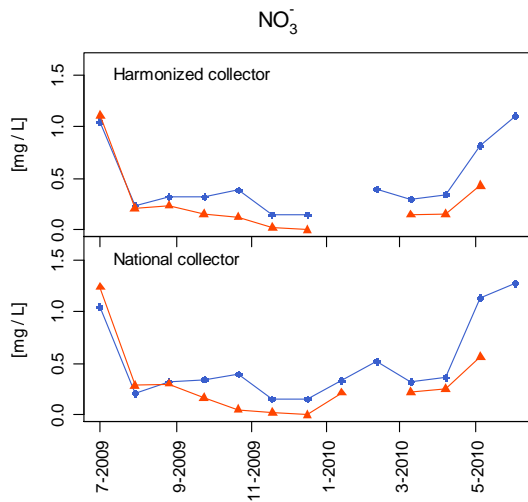 NO₃⁻
Harmonized collector
[mg / L]
1.5
1.0
0.5
0.0
National collector
[mg / L]
1.5
1.0
0.5
0.0
7-2009 9-2009 11-2009 1-2010 3-2010 5-2010